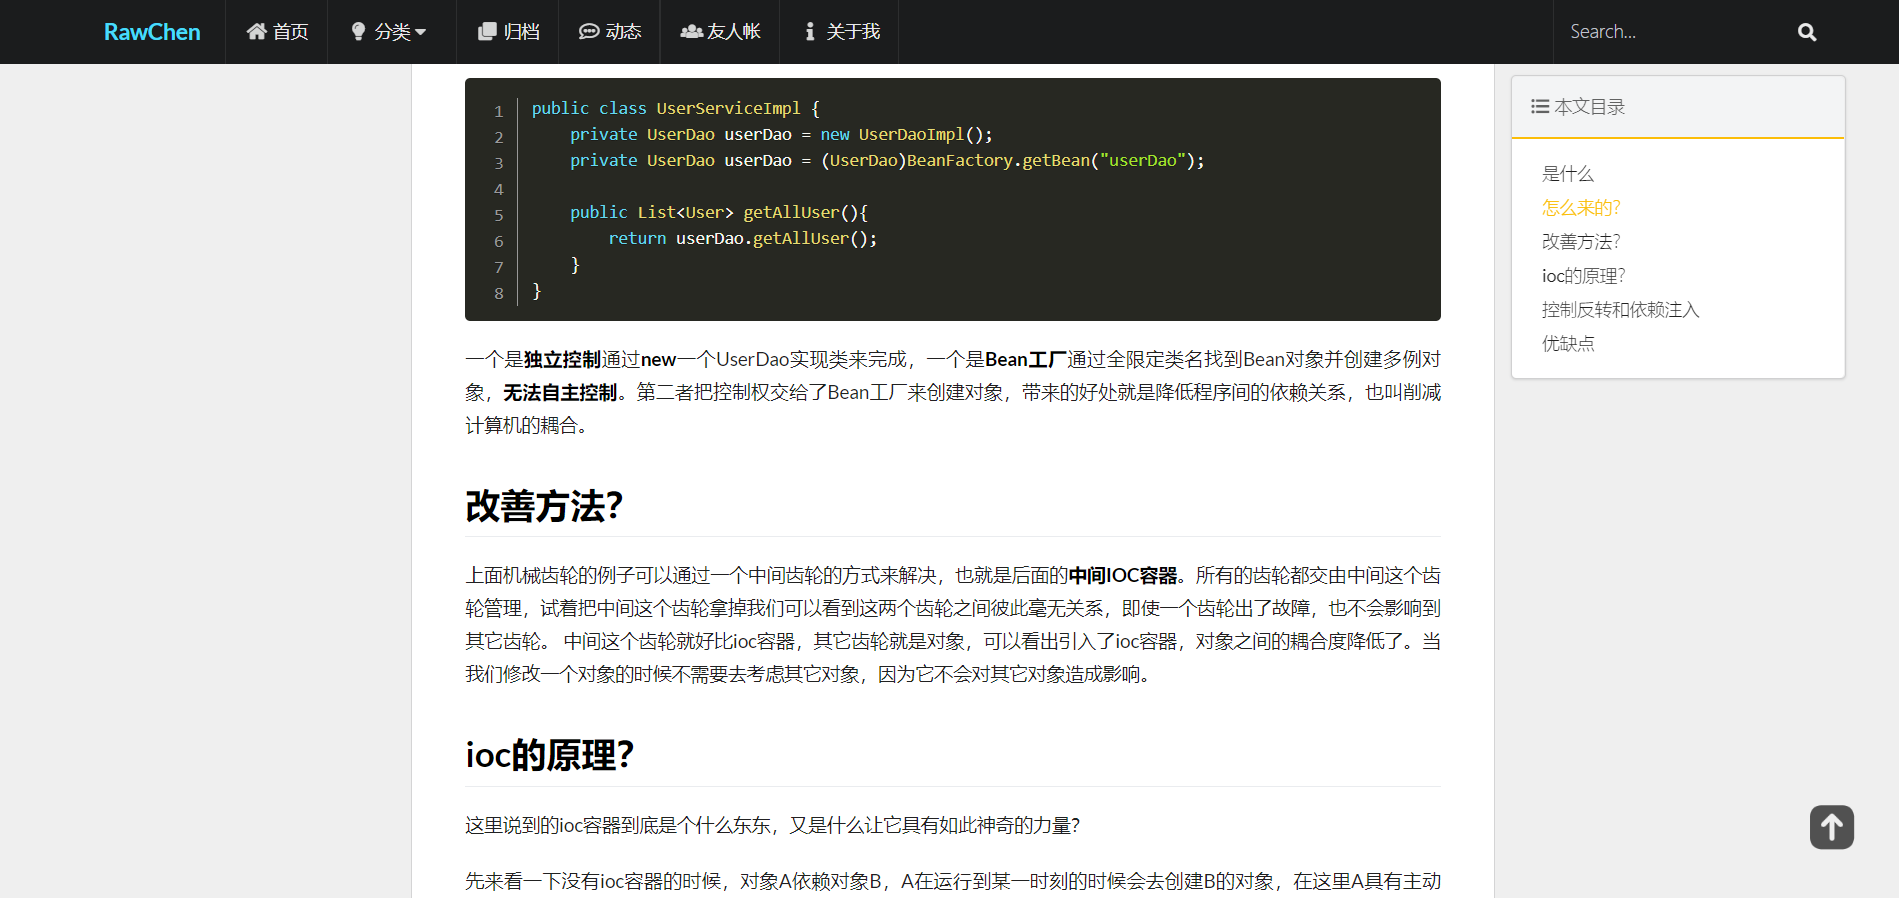 RawChen 首页 分类 归档 动态 友人帐 关于我 Search...
1 public class UserServiceImpl {
2     private UserDao userDao = new UserDaoImpl();
3     private UserDao userDao = (UserDao)BeanFactory.getBean("userDao");
4
5     public List<User> getAllUser(){
6         return userDao.getAllUser();
7     }
8 }
一个是独立控制通过new一个UserDao实现类来完成，一个是Bean工厂通过全限定类名找到Bean对象并创建多例对
象，无法自主控制。第二者把控制权交给了Bean工厂来创建对象，带来的好处就是降低程序间的依赖关系，也叫削减
计算机的耦合。
改善方法？
上面机械齿轮的例子可以通过一个中间齿轮的方式来解决，也就是后面的中间IOC容器。所有的齿轮都交由中间这个齿
轮管理，试着把中间这个齿轮拿掉我们可以看到这两个齿轮之间彼此毫无关系，即使一个齿轮出了故障，也不会影响到
其它齿轮。 中间这个齿轮就好比ioc容器，其它齿轮就是对象，可以看出引入了ioc容器，对象之间的耦合度降低了。当
我们修改一个对象的时候不需要去考虑其它对象，因为它不会对其它对象造成影响。
ioc的原理？
这里说到的ioc容器到底是个什么东东，又是什么让它具有如此神奇的力量？
先来看一下没有ioc容器的时候，对象A依赖对象B，A在运行到某一时刻的时候会去创建B的对象，在这里A具有主动
本文目录
是什么
怎么来的？
改善方法？
ioc的原理？
控制反转和依赖注入
优缺点